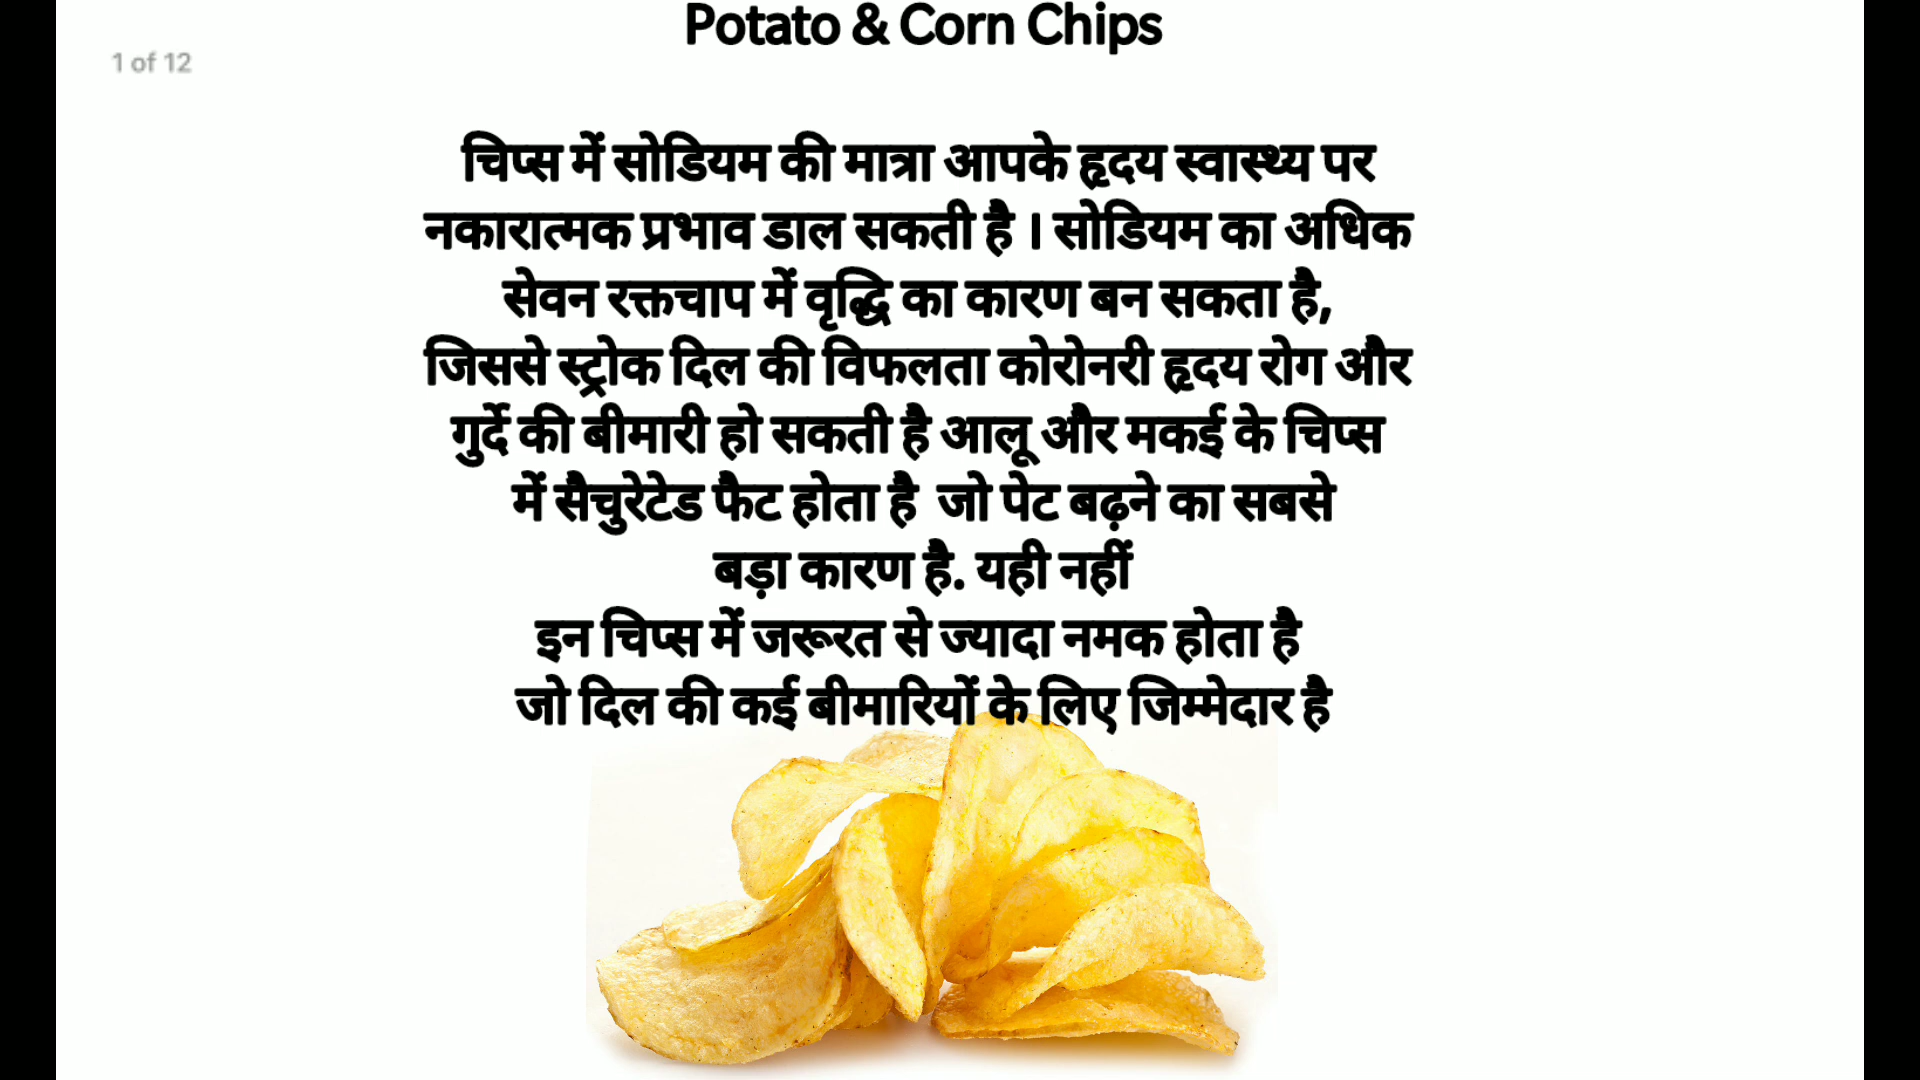 Potato & Corn Chips
1 of 12
चिप्स में सोडियम की मात्रा आपके हृदय स्वास्थ्य पर
नकारात्मक प्रभाव डाल सकती है । सोडियम का अधिक
सेवन रक्तचाप में वृद्धि का कारण बन सकता है,
जिससे स्ट्रोक दिल की विफलता कोरोनरी हृदय रोग और
गुर्दे की बीमारी हो सकती है आलू और मकई के चिप्स
में सैचुरेटेड फैट होता है जो पेट बढ़ने का सबसे
बड़ा कारण है. यही नहीं
इन चिप्स में जरूरत से ज्यादा नमक होता है
जो दिल की कई बीमारियों के लिए जिम्मेदार है